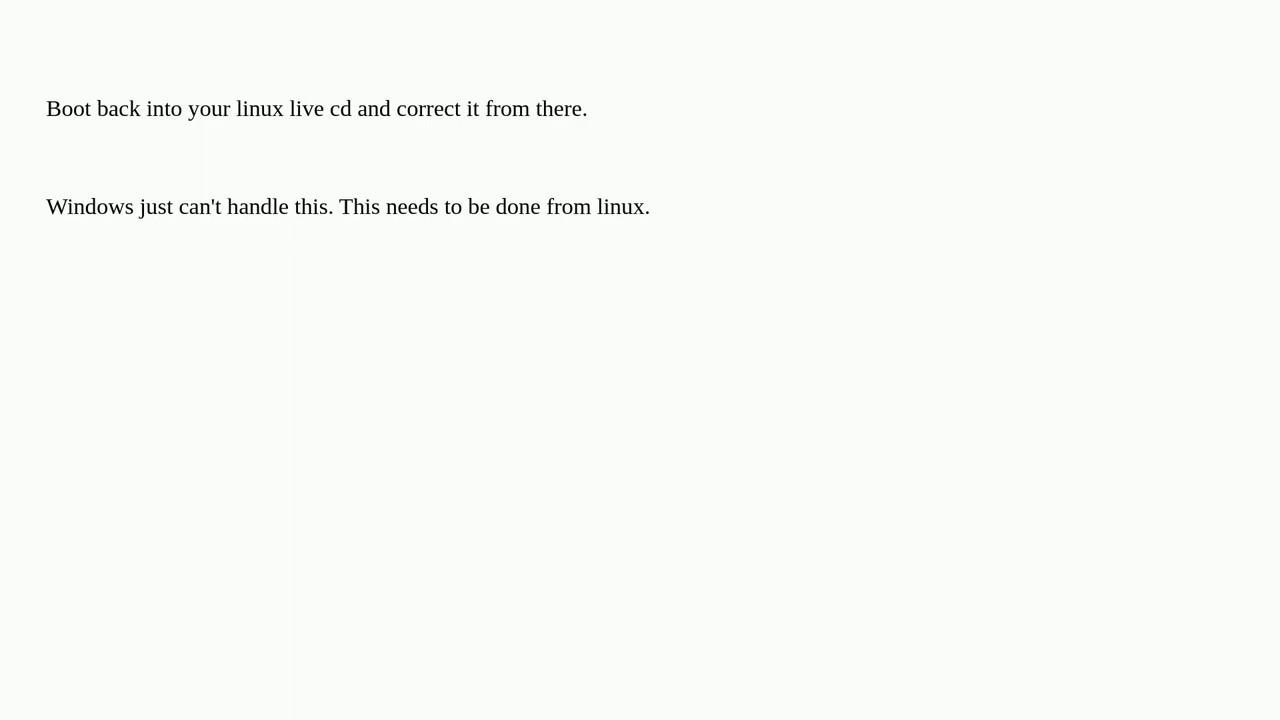 Boot back into your linux live cd and correct it from there.
Windows just can't handle this. This needs to be done from linux.